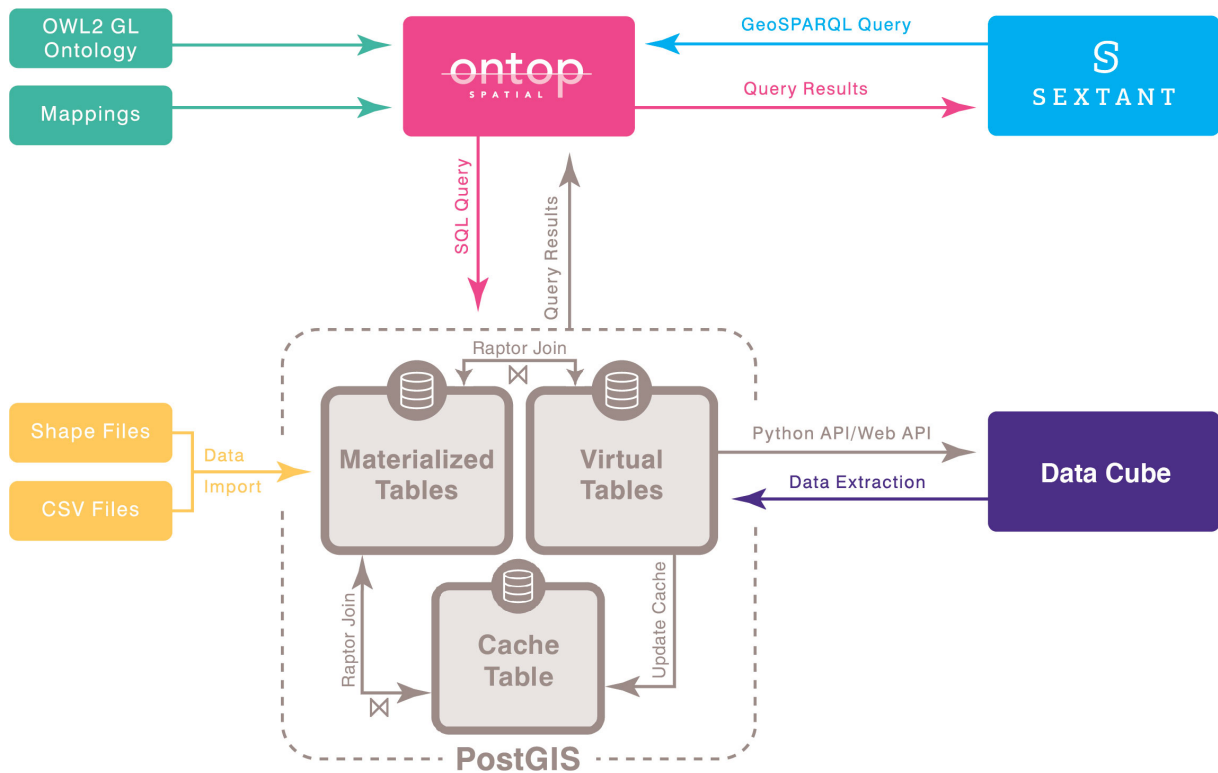 OWL2 GL
Ontology
Mappings
ontop
SPATIAL
GeoSPARQL Query
Query Results
S
SEXTANT
SQL Query
Query Results
Raptor Join
Shape Files
CSV Files
Data
Import
Materialized
Tables
Virtual
Tables
Python API/Web API
Data Extraction
Data Cube
Raptor Join
Update Cache
Cache
Table
PostGIS